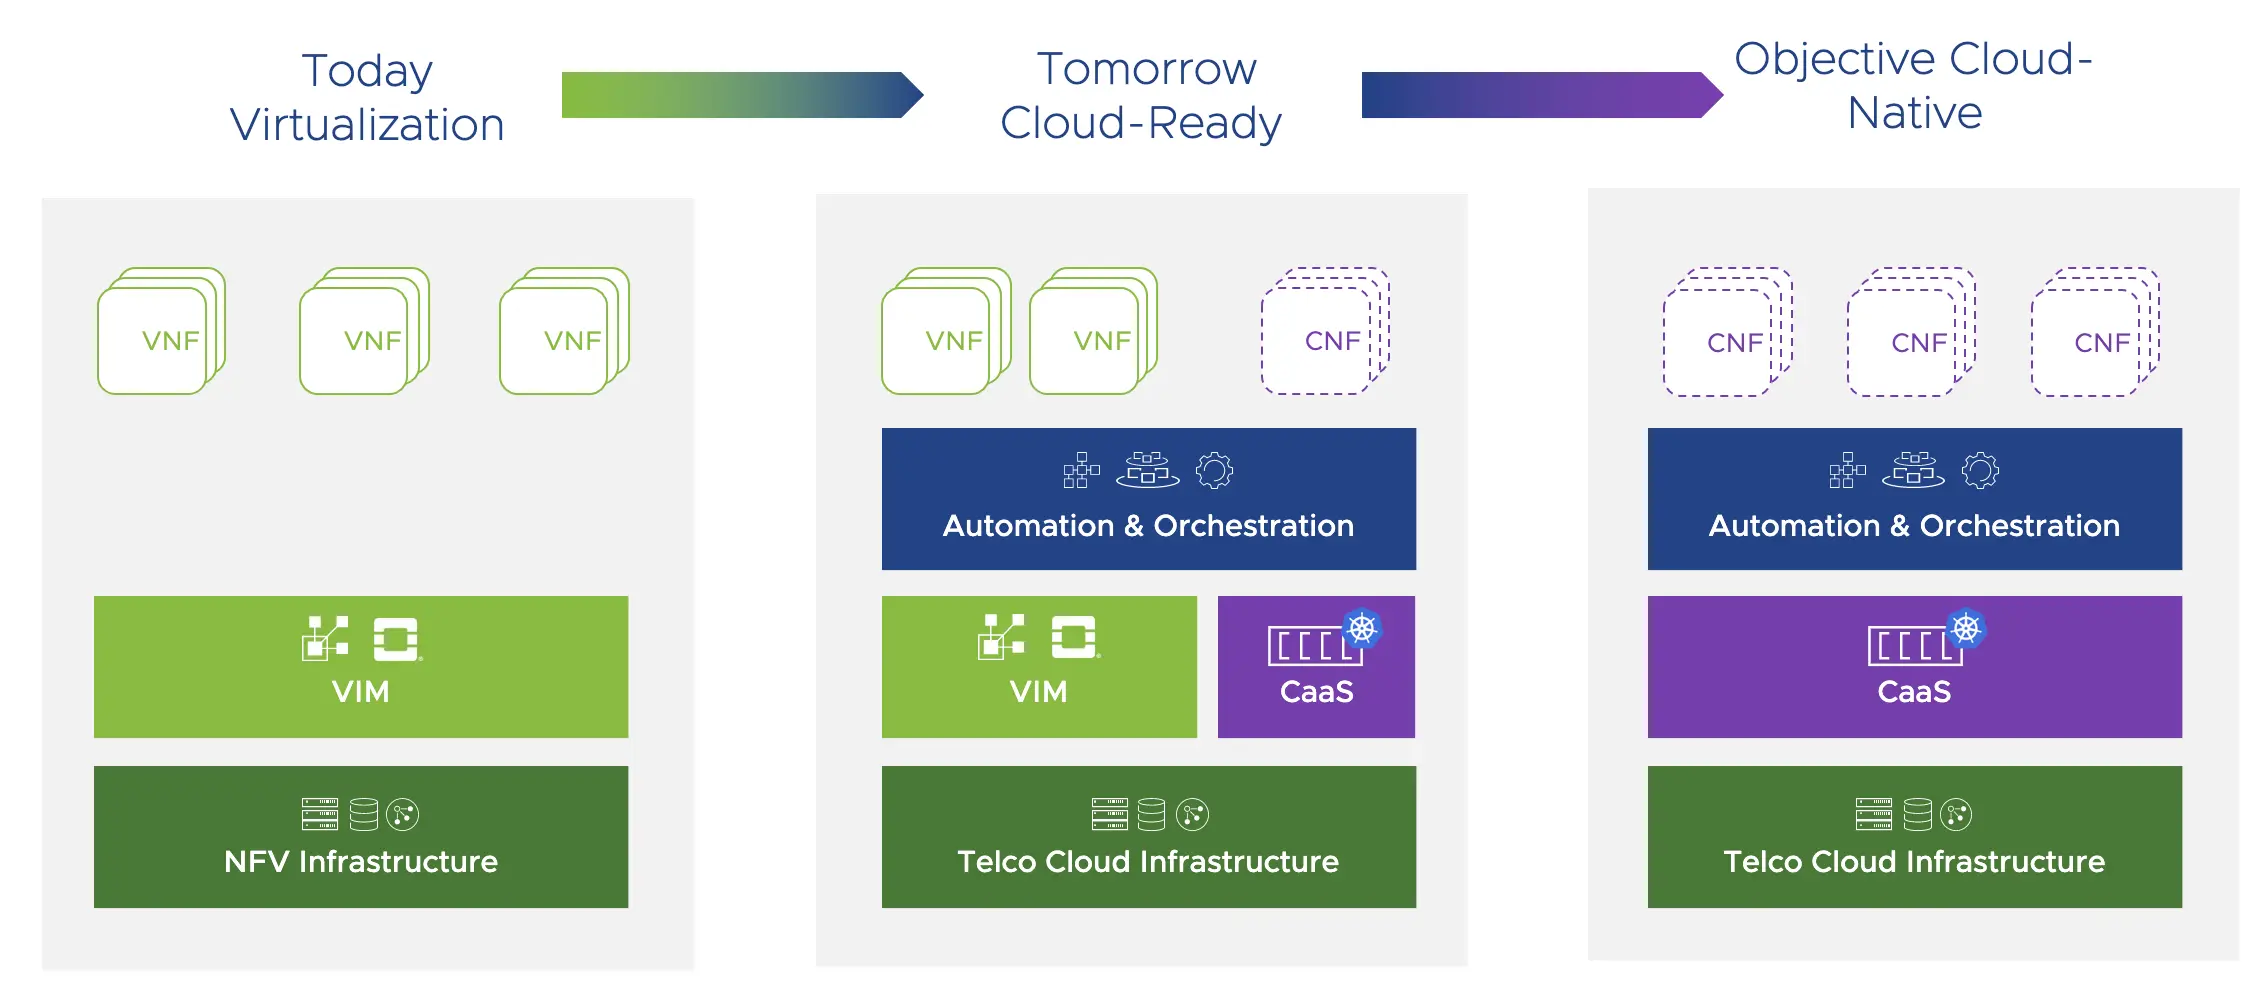 Today
Virtualization
Tomorrow
Cloud-Ready
Objective Cloud-
Native
VNF
VNF
VNF
VIM
NFV Infrastructure
VNF
VNF
CNF
Automation & Orchestration
VIM
CaaS
Telco Cloud Infrastructure
CNF
CNF
CNF
Automation & Orchestration
CaaS
Telco Cloud Infrastructure